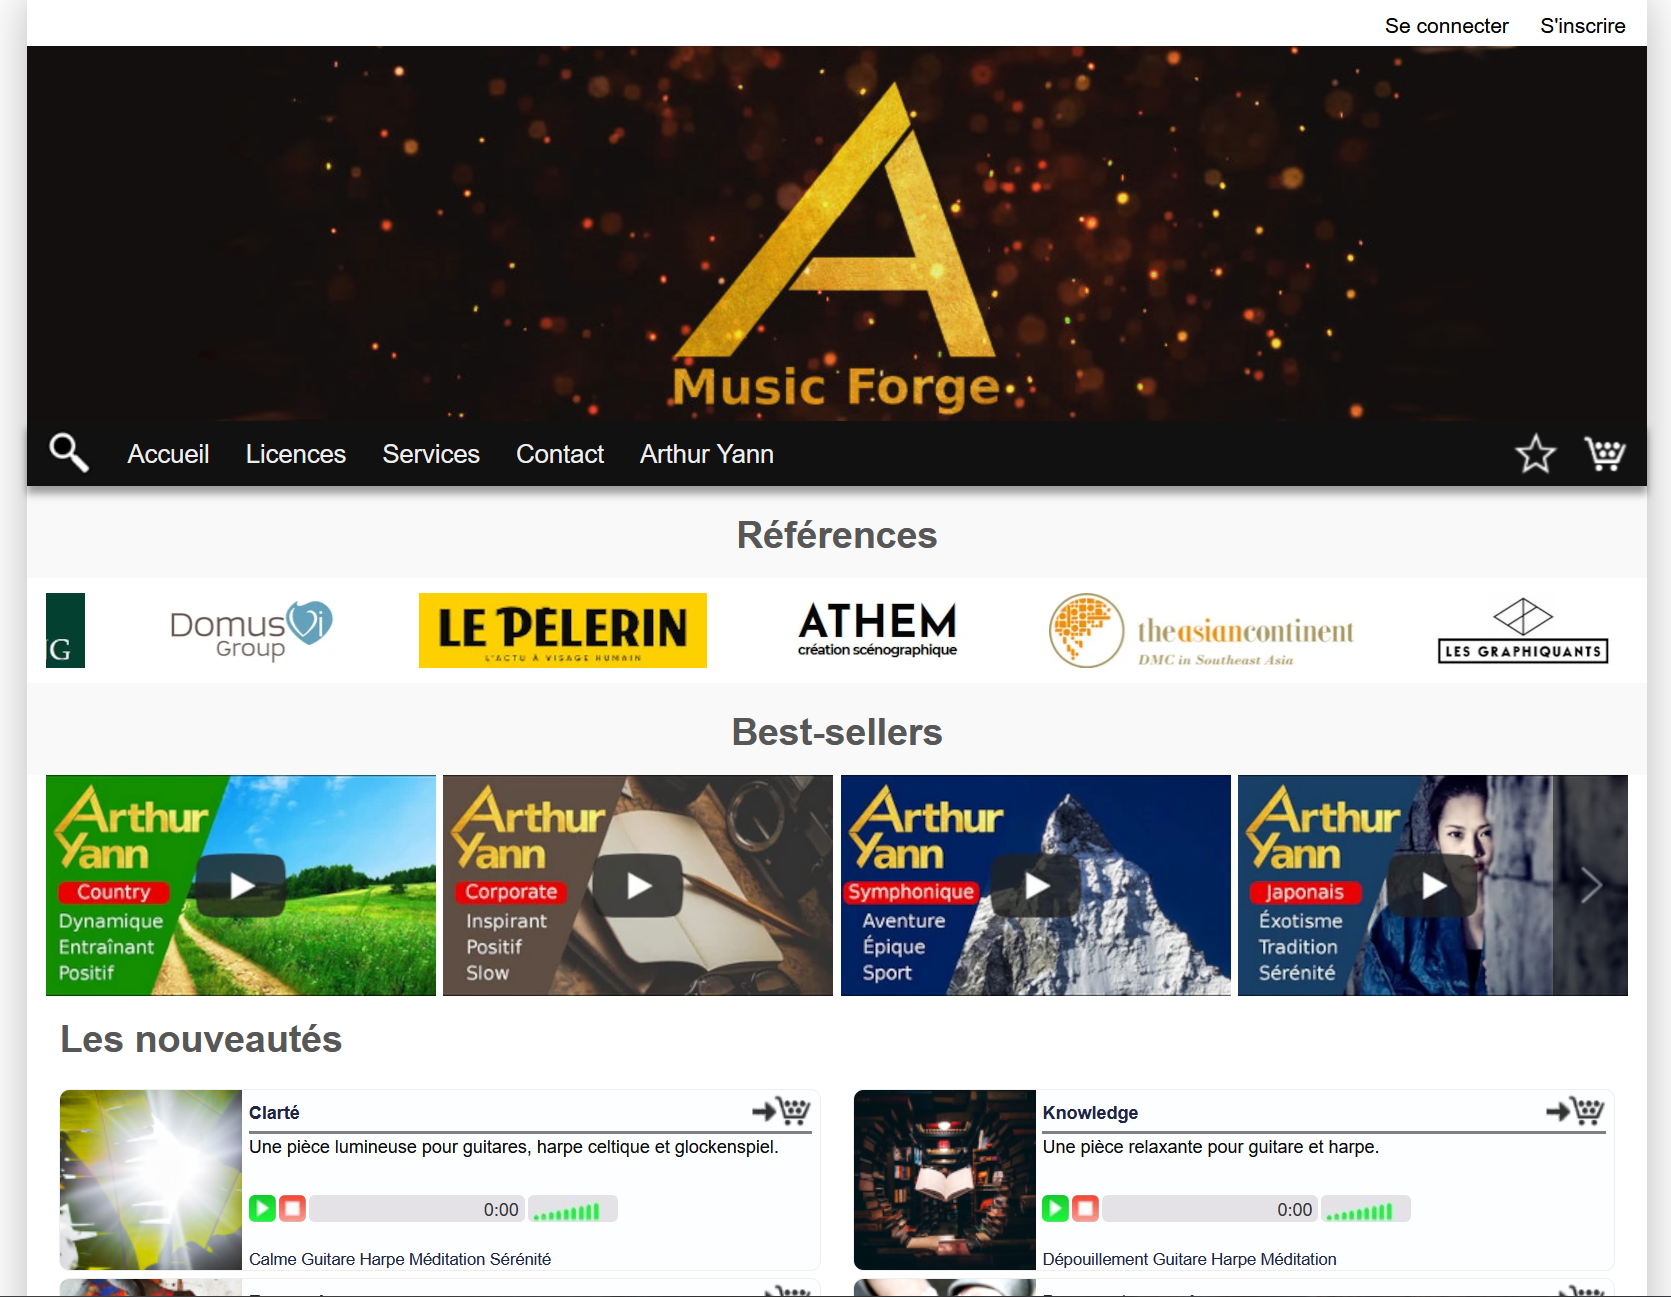 Se connecter S'inscrire
Music Forge
Accueil Licences Services Contact Arthur Yann
Références
G
Domus Vi
Group
LE PÈLERIN
L'ACTU À VISAGE HUMAIN
ATHEM
création scénographique
theasiancontinent
DMC in Southeast Asia
LES GRAPHIQUANTS
Best-sellers
Arthur
Yann
Country
Dynamique
Entraînant
Positif
Arthur
Yann
Corporate
Inspirant
Positif
Slow
Arthur
Yann
Symphonique
Aventure
Épique
Sport
Arthur
Yann
Japonais
Éxotisme
Tradition
Sérénité
Les nouveautés
Clarté
Une pièce lumineuse pour guitares, harpe celtique et glockenspiel.
0:00
Calme Guitare Harpe Méditation Sérénité
Knowledge
Une pièce relaxante pour guitare et harpe.
0:00
Dépouillement Guitare Harpe Méditation